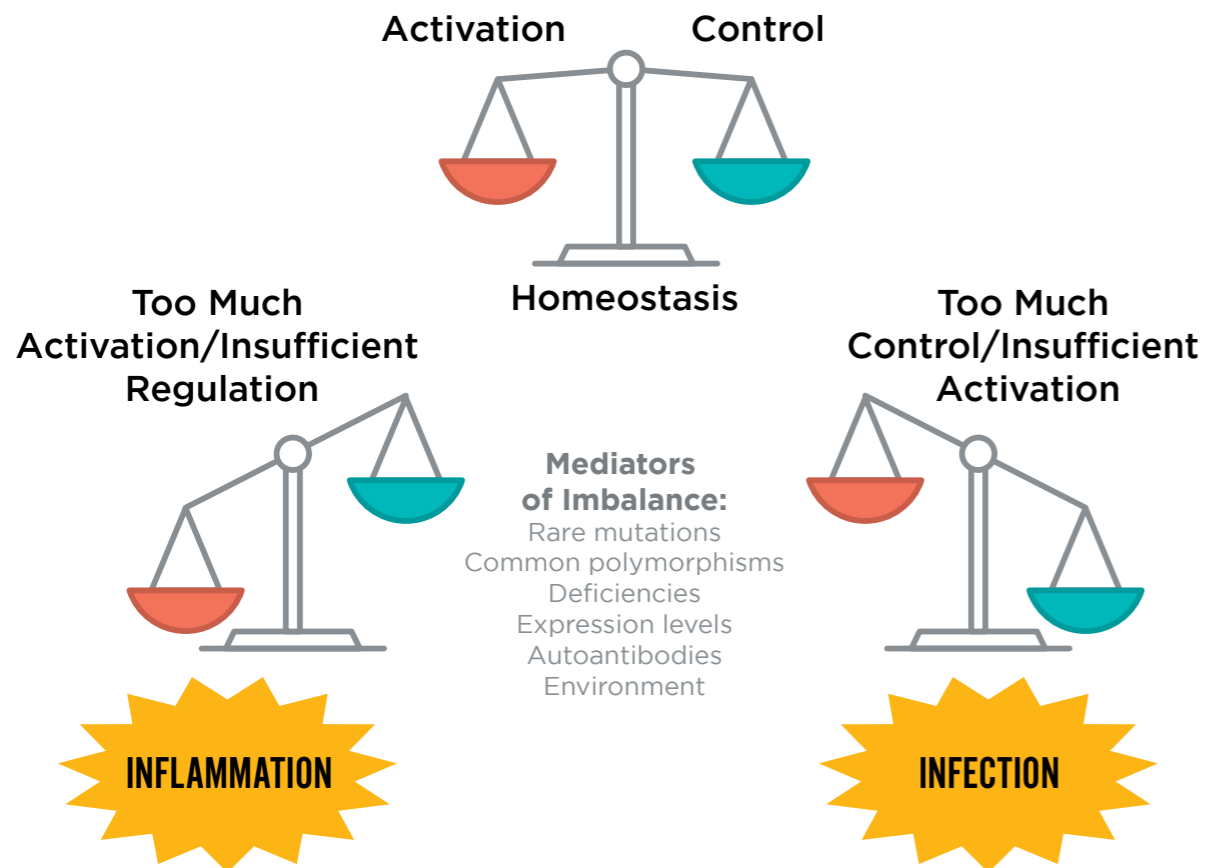 Activation
Control
Homeostasis
Too Much
Activation/Insufficient
Regulation
Too Much
Control/Insufficient
Activation
Mediators
of Imbalance:
Rare mutations
Common polymorphisms
Deficiencies
Expression levels
Autoantibodies
Environment
INFLAMMATION
INFECTION